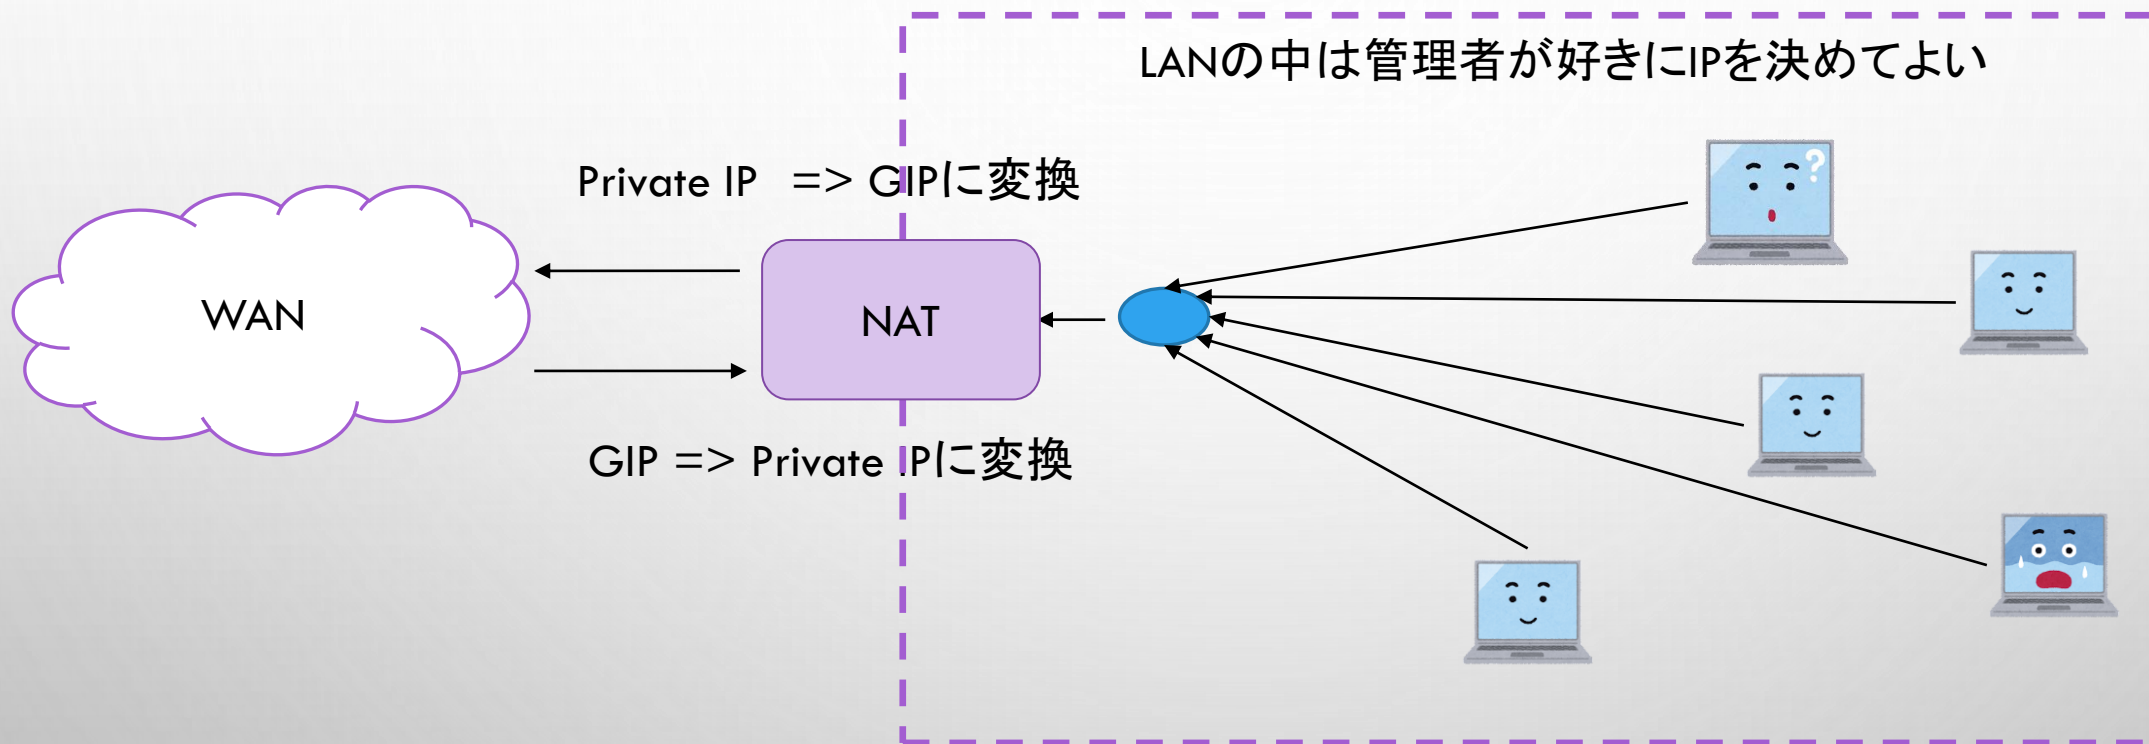 LANの中は管理者が好きにIPを決めてよい
Private IP => GIPに変換
WAN
NAT
GIP => Private IPに変換
?